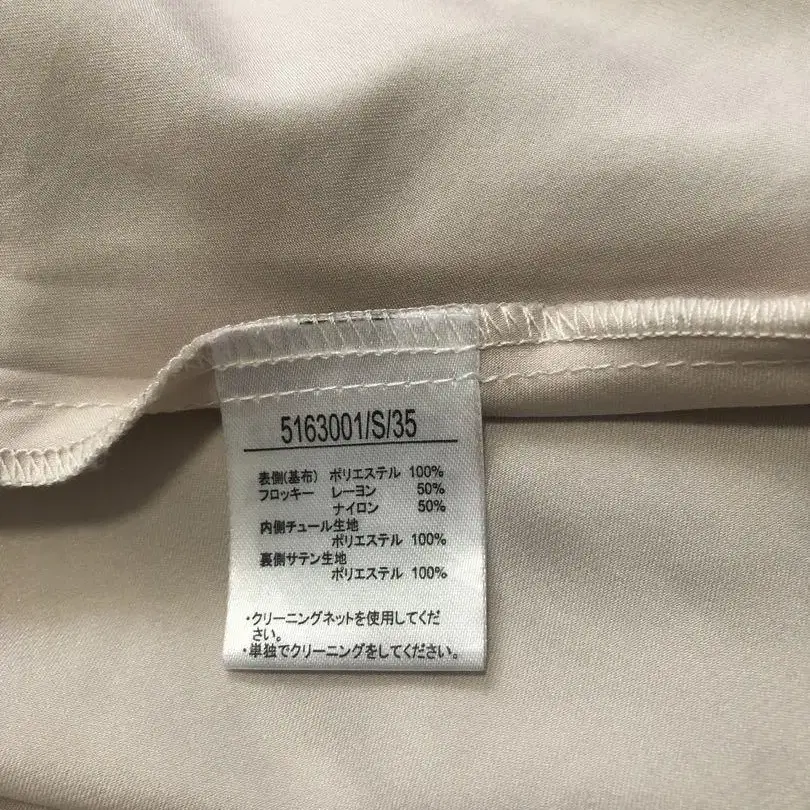 5163001/S/35
表側(基布) ポリエステル 100%
フロッキー レーヨン 50%
ナイロン 50%
内側チュール生地
ポリエステル 100%
裏側サテン生地
ポリエステル 100%
・クリーニングネットを使用してくだ
さい。
・単独でクリーニングをしてください。